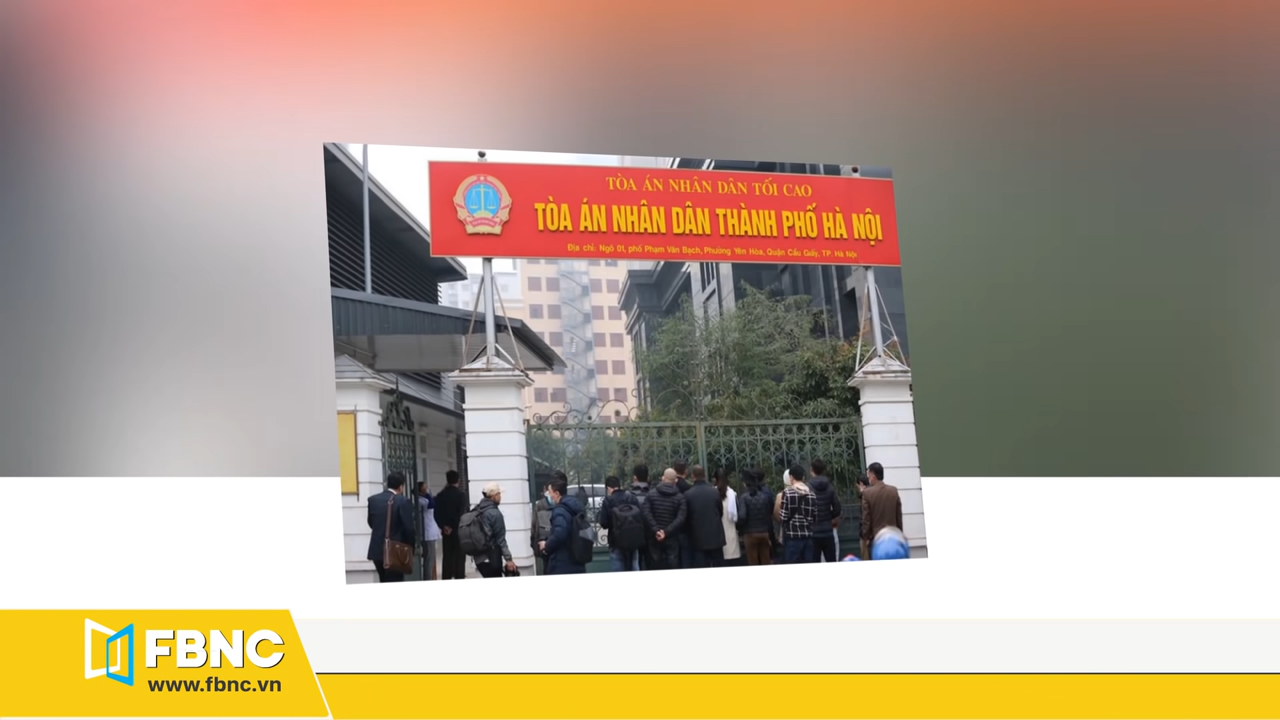 TÒA ÁN NHÂN DÂN TỐI CAO
TÒA ÁN NHÂN DÂN THÀNH PHỐ HÀ NỘI
Địa chỉ: Ngõ 01, phố Phạm Văn Bạch, Phường Yên Hòa, Quận Cầu Giấy, TP. Hà Nội
FBNC
www.fbnc.vn